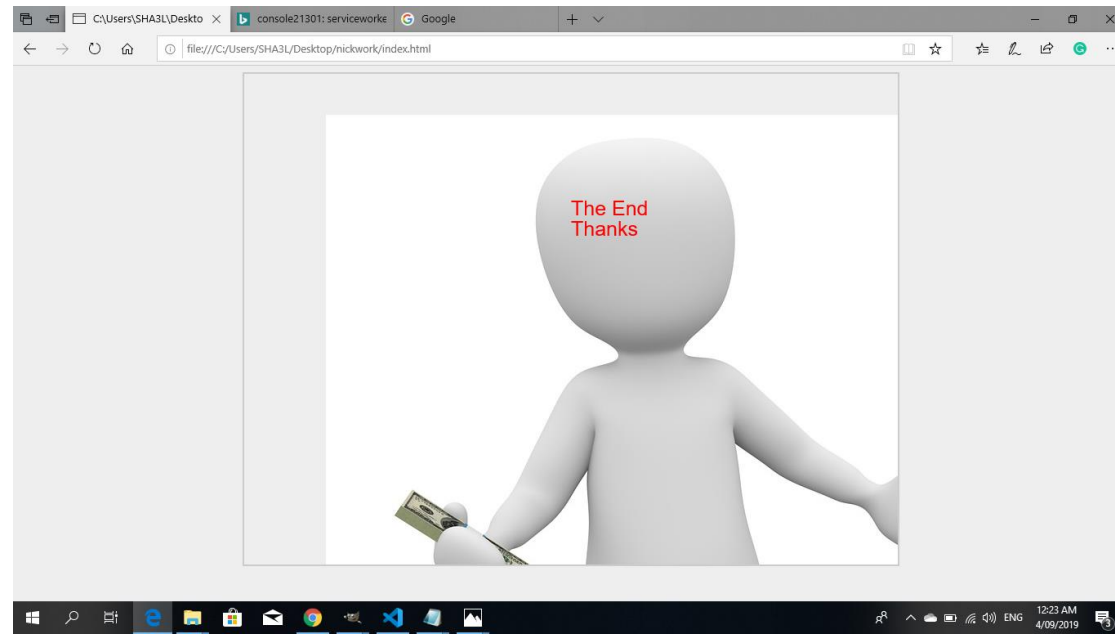 C:\Users\SHA3L\Deskto
console21301: serviceworke
Google
file:///C:/Users/SHA3L/Desktop/nickwork/index.html
The End
Thanks
ENG
12:23 AM
4/09/2019